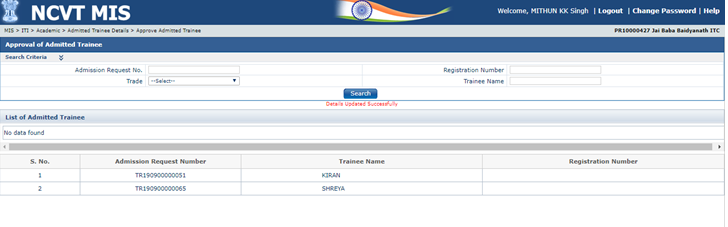 NCVT MIS
Welcome, MITHUN KK Singh | Logout | Change Password | Help
MIS > ITI > Academic > Admitted Trainee Details > Approve Admitted Trainee PR10000427 Jai Baba Baidyanath ITC
Approval of Admitted Trainee
Search Criteria
Admission Request No. Registration Number
Trade --Select-- Trainee Name
Search
Details Updated Successfully
List of Admitted Trainee
No data found
S. No. Admission Request Number Trainee Name Registration Number
1 TR190900000051 KIRAN
2 TR190900000065 SHREYA